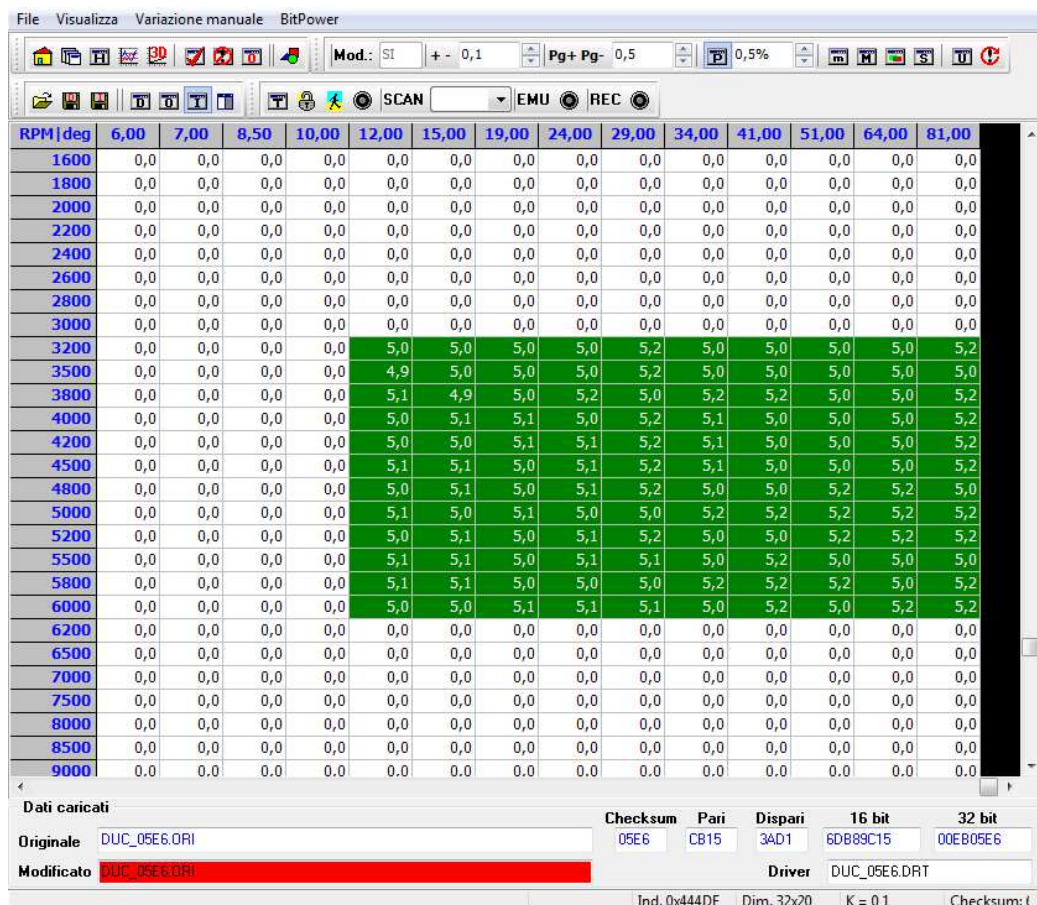 File Visualizza Variazione manuale BitPower
Mod.: SI + - 0,1 Pg+ Pg- 0,5 P 0,5%
SCAN EMU REC
RPM|deg 6,00 7,00 8,50 10,00 12,00 15,00 19,00 24,00 29,00 34,00 41,00 51,00 64,00 81,00
1600 0,0 0,0 0,0 0,0 0,0 0,0 0,0 0,0 0,0 0,0 0,0 0,0 0,0 0,0
1800 0,0 0,0 0,0 0,0 0,0 0,0 0,0 0,0 0,0 0,0 0,0 0,0 0,0 0,0
2000 0,0 0,0 0,0 0,0 0,0 0,0 0,0 0,0 0,0 0,0 0,0 0,0 0,0 0,0
2200 0,0 0,0 0,0 0,0 0,0 0,0 0,0 0,0 0,0 0,0 0,0 0,0 0,0 0,0
2400 0,0 0,0 0,0 0,0 0,0 0,0 0,0 0,0 0,0 0,0 0,0 0,0 0,0 0,0
2600 0,0 0,0 0,0 0,0 0,0 0,0 0,0 0,0 0,0 0,0 0,0 0,0 0,0 0,0
2800 0,0 0,0 0,0 0,0 0,0 0,0 0,0 0,0 0,0 0,0 0,0 0,0 0,0 0,0
3000 0,0 0,0 0,0 0,0 0,0 0,0 0,0 0,0 0,0 0,0 0,0 0,0 0,0 0,0
3200 0,0 0,0 0,0 0,0 5,0 5,0 5,0 5,0 5,2 5,0 5,0 5,0 5,0 5,2
3500 0,0 0,0 0,0 0,0 4,9 5,0 5,0 5,0 5,2 5,0 5,0 5,0 5,0 5,0
3800 0,0 0,0 0,0 0,0 5,1 4,9 5,0 5,2 5,0 5,2 5,2 5,0 5,0 5,2
4000 0,0 0,0 0,0 0,0 5,0 5,1 5,1 5,0 5,2 5,1 5,0 5,0 5,0 5,2
4200 0,0 0,0 0,0 0,0 5,0 5,0 5,1 5,1 5,2 5,1 5,0 5,0 5,0 5,2
4500 0,0 0,0 0,0 0,0 5,1 5,1 5,0 5,1 5,2 5,1 5,0 5,0 5,0 5,2
4800 0,0 0,0 0,0 0,0 5,0 5,1 5,0 5,1 5,2 5,0 5,0 5,2 5,2 5,0
5000 0,0 0,0 0,0 0,0 5,1 5,0 5,1 5,0 5,0 5,2 5,2 5,2 5,2 5,2
5200 0,0 0,0 0,0 0,0 5,0 5,1 5,0 5,1 5,2 5,0 5,0 5,2 5,2 5,2
5500 0,0 0,0 0,0 0,0 5,1 5,1 5,0 5,1 5,1 5,0 5,2 5,0 5,0 5,2
5800 0,0 0,0 0,0 0,0 5,1 5,1 5,0 5,0 5,0 5,2 5,2 5,2 5,0 5,2
6000 0,0 0,0 0,0 0,0 5,0 5,0 5,1 5,1 5,1 5,0 5,2 5,0 5,2 5,2
6200 0,0 0,0 0,0 0,0 0,0 0,0 0,0 0,0 0,0 0,0 0,0 0,0 0,0 0,0
6500 0,0 0,0 0,0 0,0 0,0 0,0 0,0 0,0 0,0 0,0 0,0 0,0 0,0 0,0
7000 0,0 0,0 0,0 0,0 0,0 0,0 0,0 0,0 0,0 0,0 0,0 0,0 0,0 0,0
7500 0,0 0,0 0,0 0,0 0,0 0,0 0,0 0,0 0,0 0,0 0,0 0,0 0,0 0,0
8000 0,0 0,0 0,0 0,0 0,0 0,0 0,0 0,0 0,0 0,0 0,0 0,0 0,0 0,0
8500 0,0 0,0 0,0 0,0 0,0 0,0 0,0 0,0 0,0 0,0 0,0 0,0 0,0 0,0
9000 0,0 0,0 0,0 0,0 0,0 0,0 0,0 0,0 0,0 0,0 0,0 0,0 0,0 0,0
Dati caricati
Checksum Pari Dispari 16 bit 32 bit
Originale DUC_05E6.ORI 05E6 CB15 3AD1 6DB89C15 00EB05E6
Modificato DUC_05E6.ORI Driver DUC_05E6.DRT
Ind. 0x444DF Dim. 32x20 K = 0.1 Checksum: